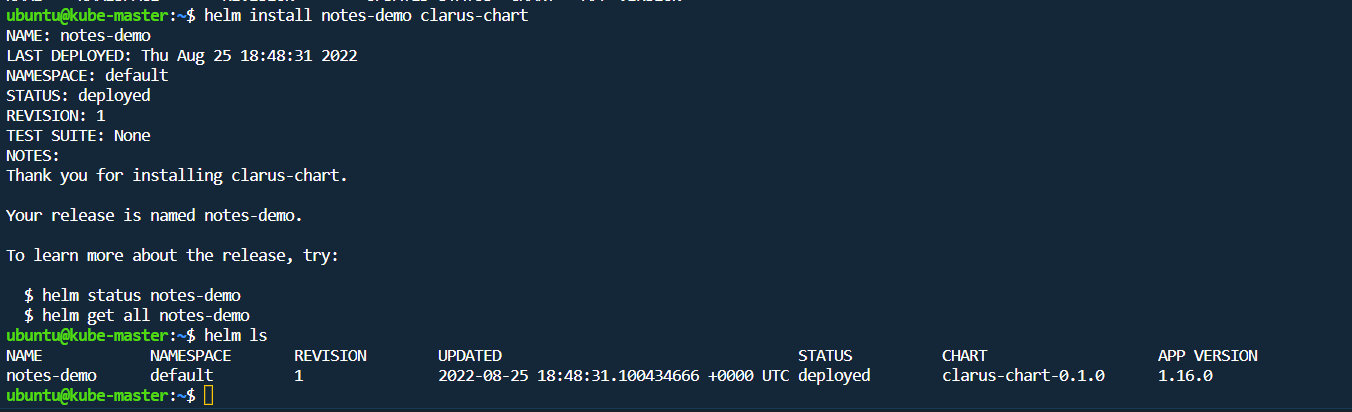 ubuntu@kube-master:~$ helm install notes-demo clarus-chart
NAME: notes-demo
LAST DEPLOYED: Thu Aug 25 18:48:31 2022
NAMESPACE: default
STATUS: deployed
REVISION: 1
TEST SUITE: None
NOTES:
Thank you for installing clarus-chart.
Your release is named notes-demo.
To learn more about the release, try:
$ helm status notes-demo
$ helm get all notes-demo
ubuntu@kube-master:~$ helm ls
NAME NAMESPACE REVISION UPDATED STATUS CHART APP VERSION
notes-demo default 1 2022-08-25 18:48:31.100434666 +0000 UTC deployed clarus-chart-0.1.0 1.16.0
ubuntu@kube-master:~$